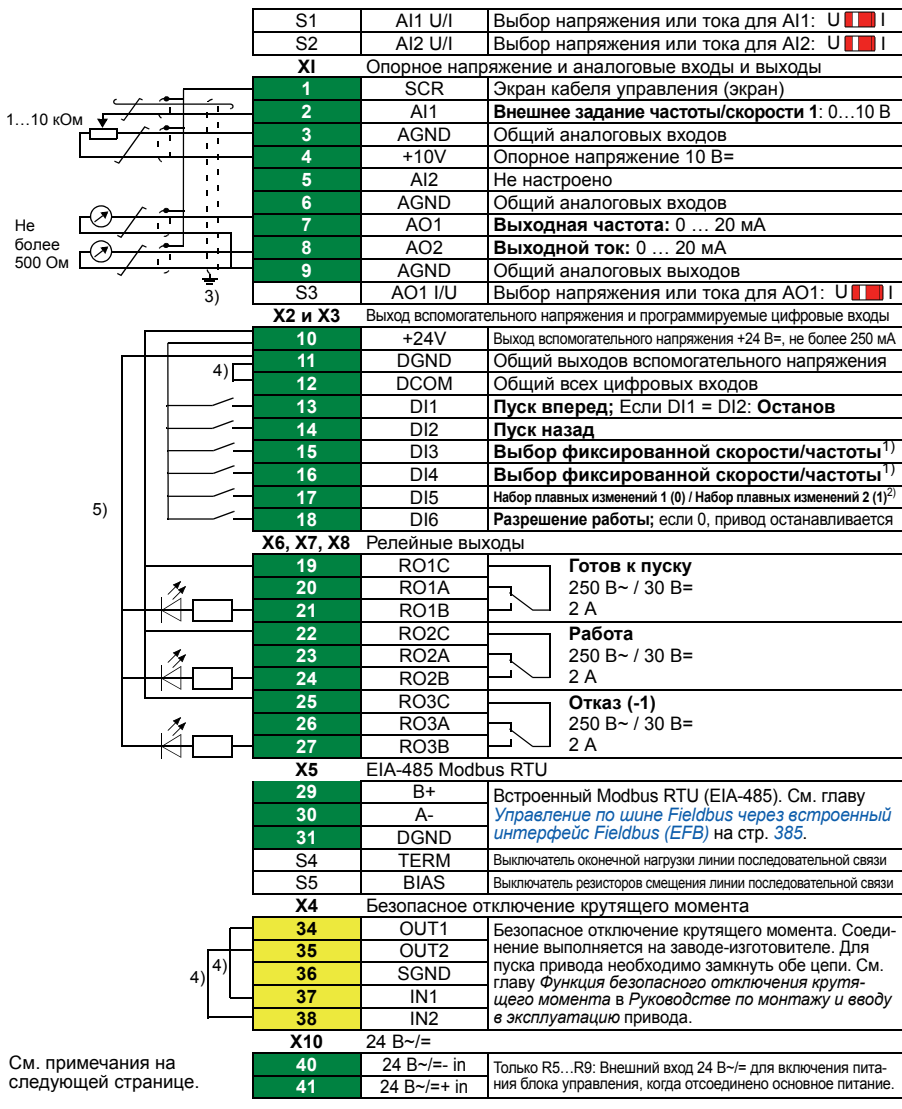 S1 AI1 U/I Выбор напряжения или тока для AI1: U I
S2 AI2 U/I Выбор напряжения или тока для AI2: U I
XI Опорное напряжение и аналоговые входы и выходы
1 SCR Экран кабеля управления (экран)
1…10 кОм
2 AI1 Внешнее задание частоты/скорости 1: 0…10 В
3 AGND Общий аналоговых входов
4 +10V Опорное напряжение 10 В=
5 AI2 Не настроено
6 AGND Общий аналоговых входов
Не более 500 Ом
7 AO1 Выходная частота: 0 … 20 мА
8 AO2 Выходной ток: 0 … 20 мА
9 AGND Общий аналоговых выходов
3)
S3 AO1 I/U Выбор напряжения или тока для AO1: U I
X2 и X3 Выход вспомогательного напряжения и программируемые цифровые входы
10 +24V Выход вспомогательного напряжения +24 В=, не более 250 мА
11 DGND Общий выходов вспомогательного напряжения
4)
12 DCOM Общий всех цифровых входов
13 DI1 Пуск вперед; Если DI1 = DI2: Останов
14 DI2 Пуск назад
15 DI3 Выбор фиксированной скорости/частоты1)
16 DI4 Выбор фиксированной скорости/частоты1)
17 DI5 Набор плавных изменений 1 (0) / Набор плавных изменений 2 (1)2)
5)
18 DI6 Разрешение работы; если 0, привод останавливается
X6, X7, X8 Релейные выходы
19 RO1C Готов к пуску
20 RO1A 250 В~ / 30 В=
21 RO1B 2 А
22 RO2C Работа
23 RO2A 250 В~ / 30 В=
24 RO2B 2 А
25 RO3C Отказ (-1)
26 RO3A 250 В~ / 30 В=
27 RO3B 2 А
X5 EIA-485 Modbus RTU
29 B+ Встроенный Modbus RTU (EIA-485). См. главу
30 A- Управление по шине Fieldbus через встроенный
31 DGND интерфейс Fieldbus (EFB) на стр. 385.
S4 TERM Выключатель оконечной нагрузки линии последовательной связи
S5 BIAS Выключатель резисторов смещения линии последовательной связи
X4 Безопасное отключение крутящего момента
34 OUT1 Безопасное отключение крутящего момента. Соеди-
35 OUT2 нение выполняется на заводе-изготовителе. Для
4) 4)
36 SGND пуска привода необходимо замкнуть обе цепи. См.
37 IN1 главу Функция безопасного отключения крутя-
щего момента в Руководстве по монтажу и вводу
38 IN2 в эксплуатацию привода.
X10 24 В~/=
См. примечания на
следующей странице.
40 24 В~/=- in Только R5…R9: Внешний вход 24 В~/= для включения пита-
41 24 В~/=+ in ния блока управления, когда отсоединено основное питание.